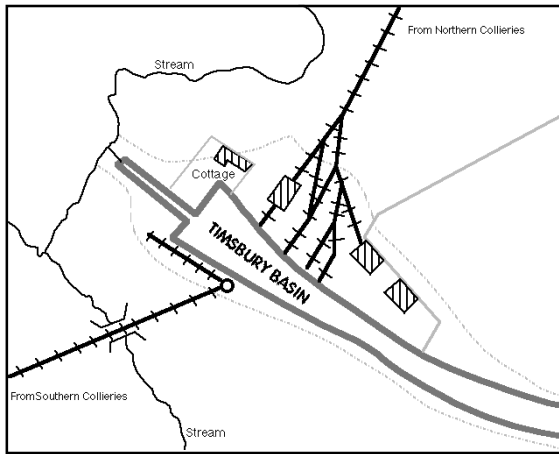 From Northern Collieries
Stream
Cottage
TIMSBURY BASIN
FromSouthern Collieries
Stream